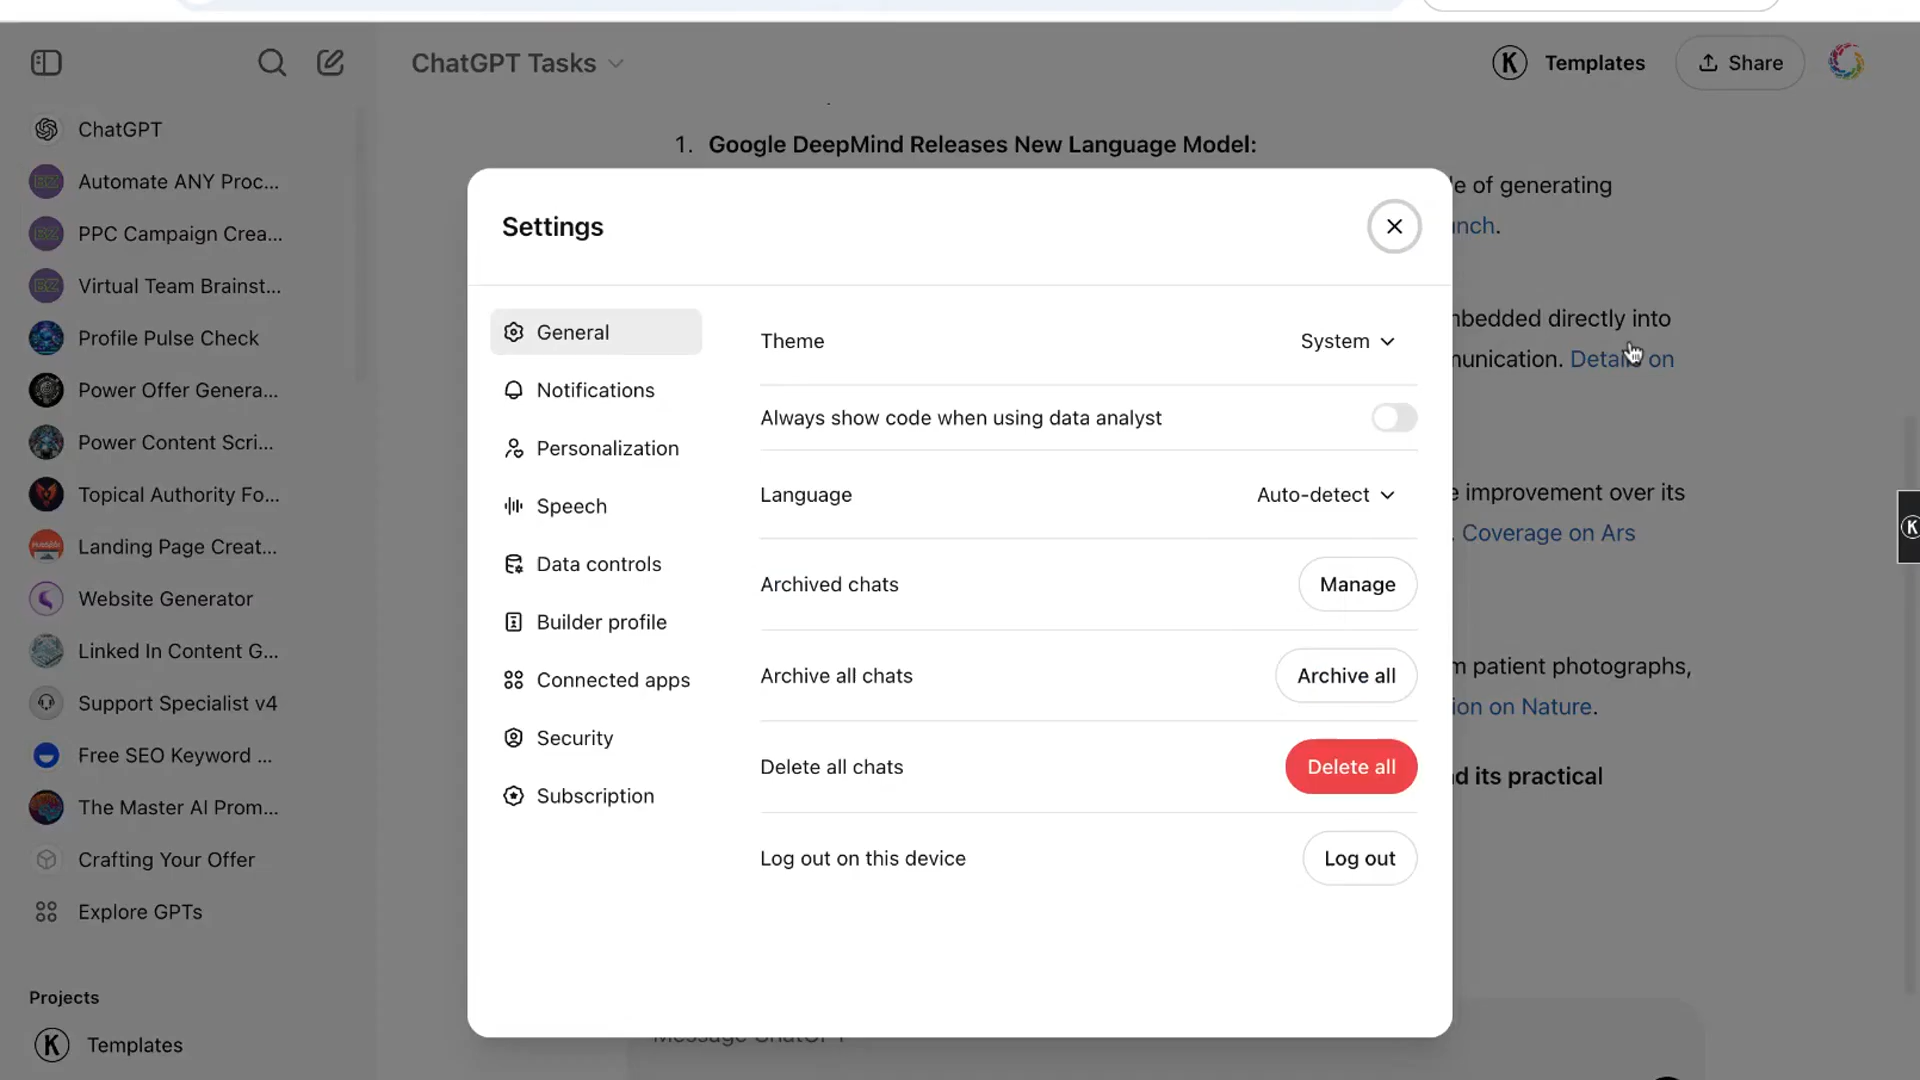 ChatGPT Tasks
Templates
Share
ChatGPT
Automate ANY Proc...
PPC Campaign Crea...
Virtual Team Brainst...
Profile Pulse Check
Power Offer Genera...
Power Content Scri...
Topical Authority Fo...
Landing Page Creat...
Website Generator
Linked In Content G...
Support Specialist v4
Free SEO Keyword ...
The Master AI Prom...
Crafting Your Offer
Explore GPTs
Projects
K Templates
1. Google DeepMind Releases New Language Model:
of generating
directly into
Details on
improvement over its
Coverage on Ars
patient photographs,
on Nature.
its practical
Settings
General
Notifications
Personalization
Speech
Data controls
Builder profile
Connected apps
Security
Subscription
Theme
System
Always show code when using data analyst
Language
Auto-detect
Archived chats
Manage
Archive all chats
Archive all
Delete all chats
Delete all
Log out on this device
Log out
K